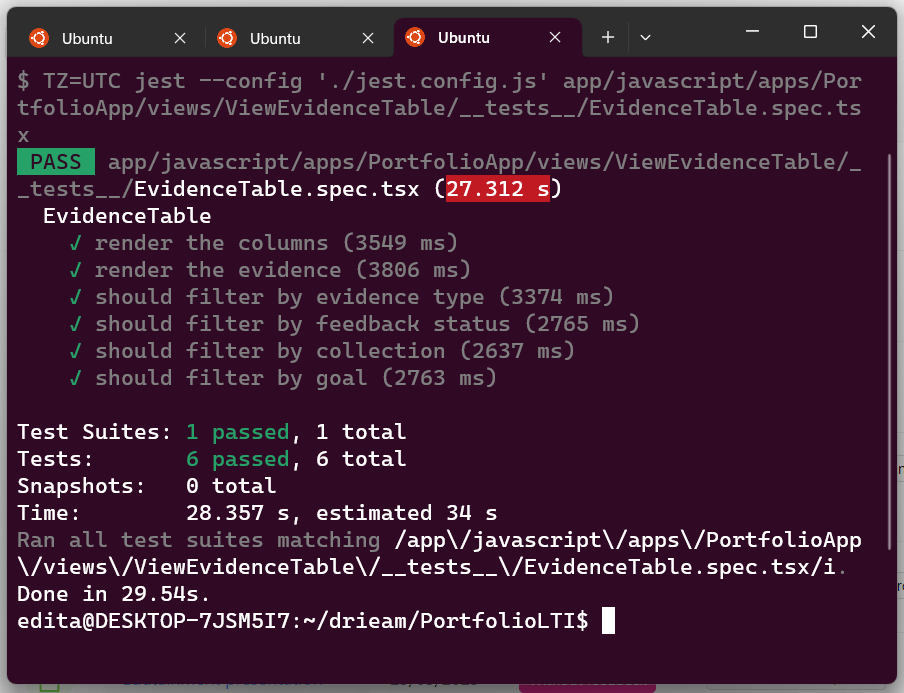 Ubuntu
Ubuntu
Ubuntu
$ TZ=UTC jest --config './jest.config.js' app/javascript/apps/Por
tfolioApp/views/ViewEvidenceTable/__tests__/EvidenceTable.spec.ts
x
PASS app/javascript/apps/PortfolioApp/views/ViewEvidenceTable/_
_tests__/EvidenceTable.spec.tsx (27.312 s)
EvidenceTable
✓ render the columns (3549 ms)
✓ render the evidence (3806 ms)
✓ should filter by evidence type (3374 ms)
✓ should filter by feedback status (2765 ms)
✓ should filter by collection (2637 ms)
✓ should filter by goal (2763 ms)
Test Suites: 1 passed, 1 total
Tests: 6 passed, 6 total
Snapshots: 0 total
Time: 28.357 s, estimated 34 s
Ran all test suites matching /app\/javascript\/apps\/PortfolioApp
\/views\/ViewEvidenceTable\/__tests__\/EvidenceTable.spec.tsx/i.
Done in 29.54s.
edita@DESKTOP-7JSM5I7:~/drieam/PortfolioLTI$